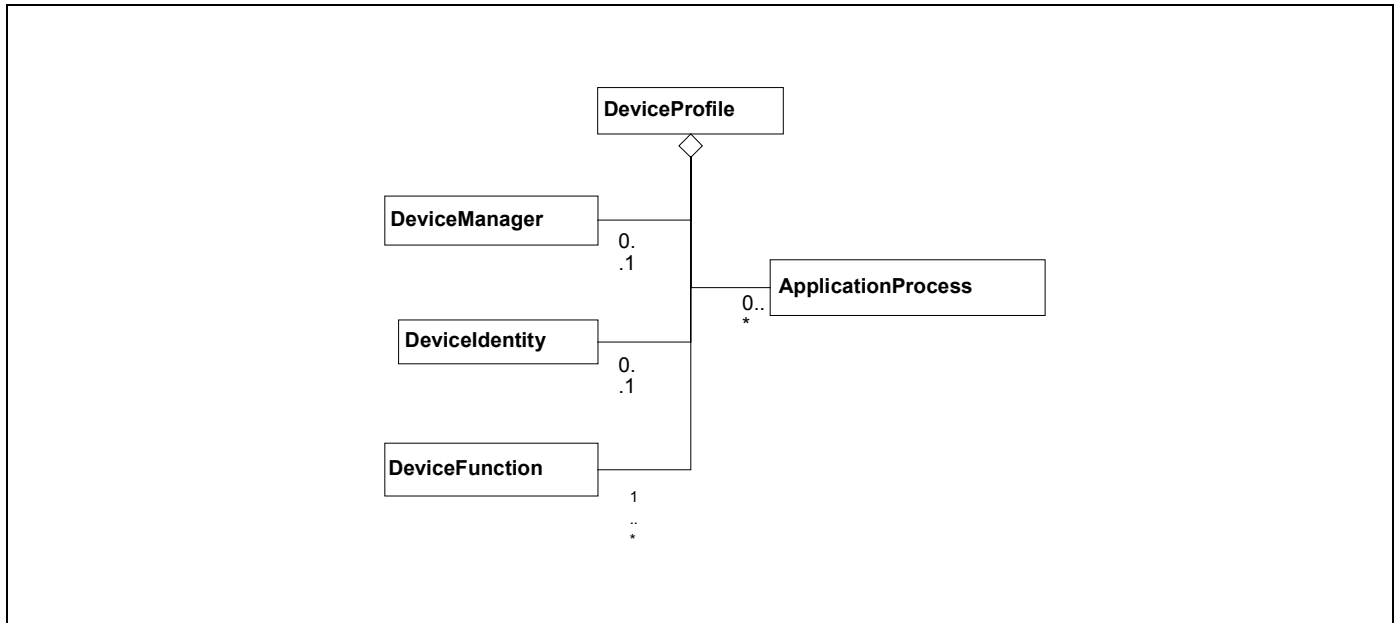 DeviceProfile
DeviceManager
0.
.1
ApplicationProcess
0..
*
DeviceIdentity
0.
.1
DeviceFunction
1
..
*